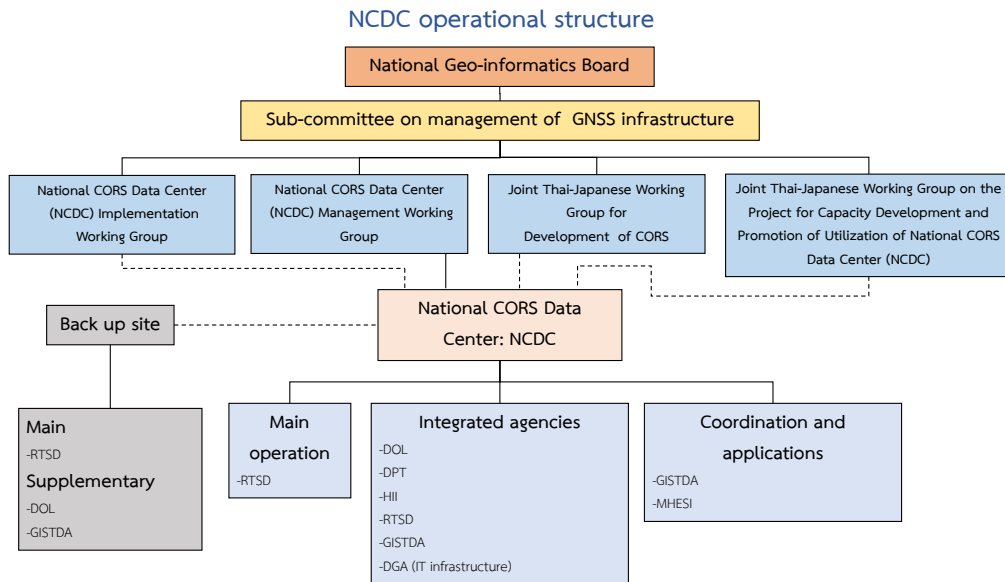 NCDC operational structure
National Geo-informatics Board
Sub-committee on management of GNSS infrastructure
National CORS Data Center
(NCDC) Implementation
Working Group
National CORS Data Center
(NCDC) Management Working
Group
Joint Thai-Japanese Working
Group for
Development of CORS
Joint Thai-Japanese Working Group on the
Project for Capacity Development and
Promotion of Utilization of National CORS
Data Center (NCDC)
National CORS Data
Center: NCDC
Back up site
Main
-RTSD
Supplementary
-DOL
-GISTDA
Main
operation
-RTSD
Integrated agencies
-DOL
-DPT
-HII
-RTSD
-GISTDA
-DGA (IT infrastructure)
Coordination and
applications
-GISTDA
-MHESI